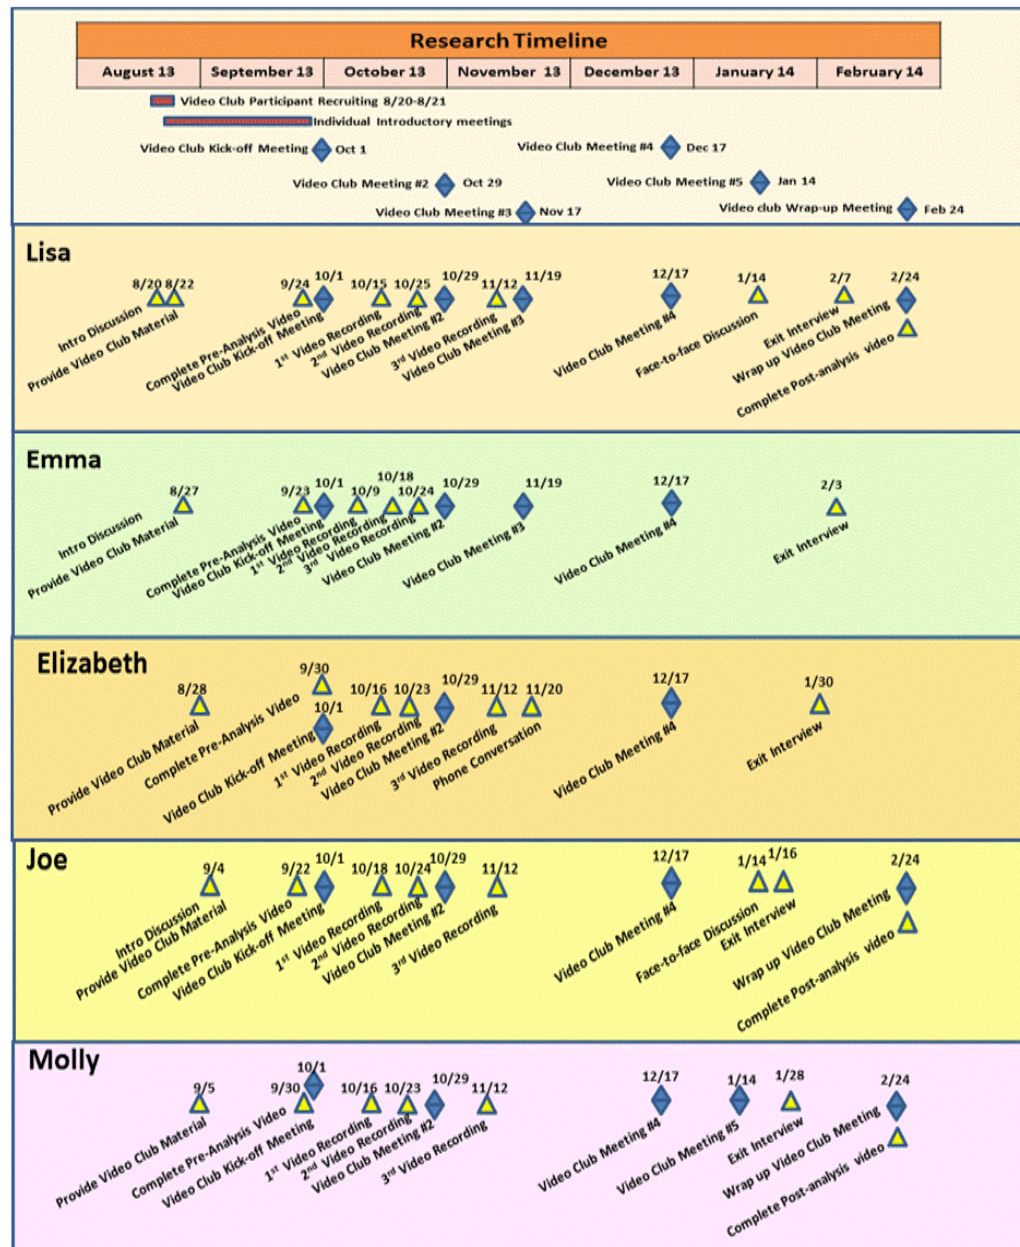 Research Timeline
August 13 September 13 October 13 November 13 December 13 January 14 February 14
Video Club Participant Recruiting 8/20-8/21
Individual Introductory meetings
Video Club Kick-off Meeting Oct 1 Video Club Meeting #4 Dec 17
Video Club Meeting #2 Oct 29 Video Club Meeting #5 Jan 14
Video Club Meeting #3 Nov 17 Video club Wrap-up Meeting Feb 24
Lisa
8/20 8/22 9/24 10/1 10/15 10/25 10/29 11/12 11/19 12/17 1/14 2/7 2/24
Intro Discussion
Provide Video Club Material
Complete Pre-Analysis Video
Video Club Kick-off Meeting
1st Video Recording
2nd Video Recording
Video Club Meeting #2
3rd Video Recording
Video Club Meeting #3
Video Club Meeting #4
Face-to-face Discussion
Exit Interview
Wrap up Video Club Meeting
Complete Post-analysis video
Emma
8/27 9/23 10/1 10/9 10/18 10/24 10/29 11/19 12/17 2/3
Intro Discussion
Provide Video Club Material
Complete Pre-Analysis Video
Video Club Kick-off Meeting
1st Video Recording
2nd Video Recording
3rd Video Recording
Video Club Meeting #2
Video Club Meeting #3
Video Club Meeting #4
Exit Interview
Elizabeth
8/28 9/30 10/1 10/16 10/23 10/29 11/12 11/20 12/17 1/30
Provide Video Club Material
Complete Pre-Analysis Video
Video Club Kick-off Meeting
1st Video Recording
2nd Video Recording
Video Club Meeting #2
3rd Video Recording
Phone Conversation
Video Club Meeting #4
Exit Interview
Joe
9/4 9/22 10/1 10/18 10/24 10/29 11/12 12/17 1/14 1/16 2/24
Intro Discussion
Provide Video Club Material
Complete Pre-Analysis Video
Video Club Kick-off Meeting
1st Video Recording
2nd Video Recording
Video Club Meeting #2
3rd Video Recording
Video Club Meeting #4
Face-to-face Discussion
Exit Interview
Wrap up Video Club Meeting
Complete Post-analysis video
Molly
9/5 9/30 10/1 10/16 10/23 10/29 11/12 12/17 1/14 1/28 2/24
Provide Video Club Material
Complete Pre-Analysis Video
Video Club Kick-off Meeting
1st Video Recording
2nd Video Recording
Video Club Meeting #2
3rd Video Recording
Video Club Meeting #4
Video Club Meeting #5
Exit Interview
Wrap up Video Club Meeting
Complete Post-analysis video